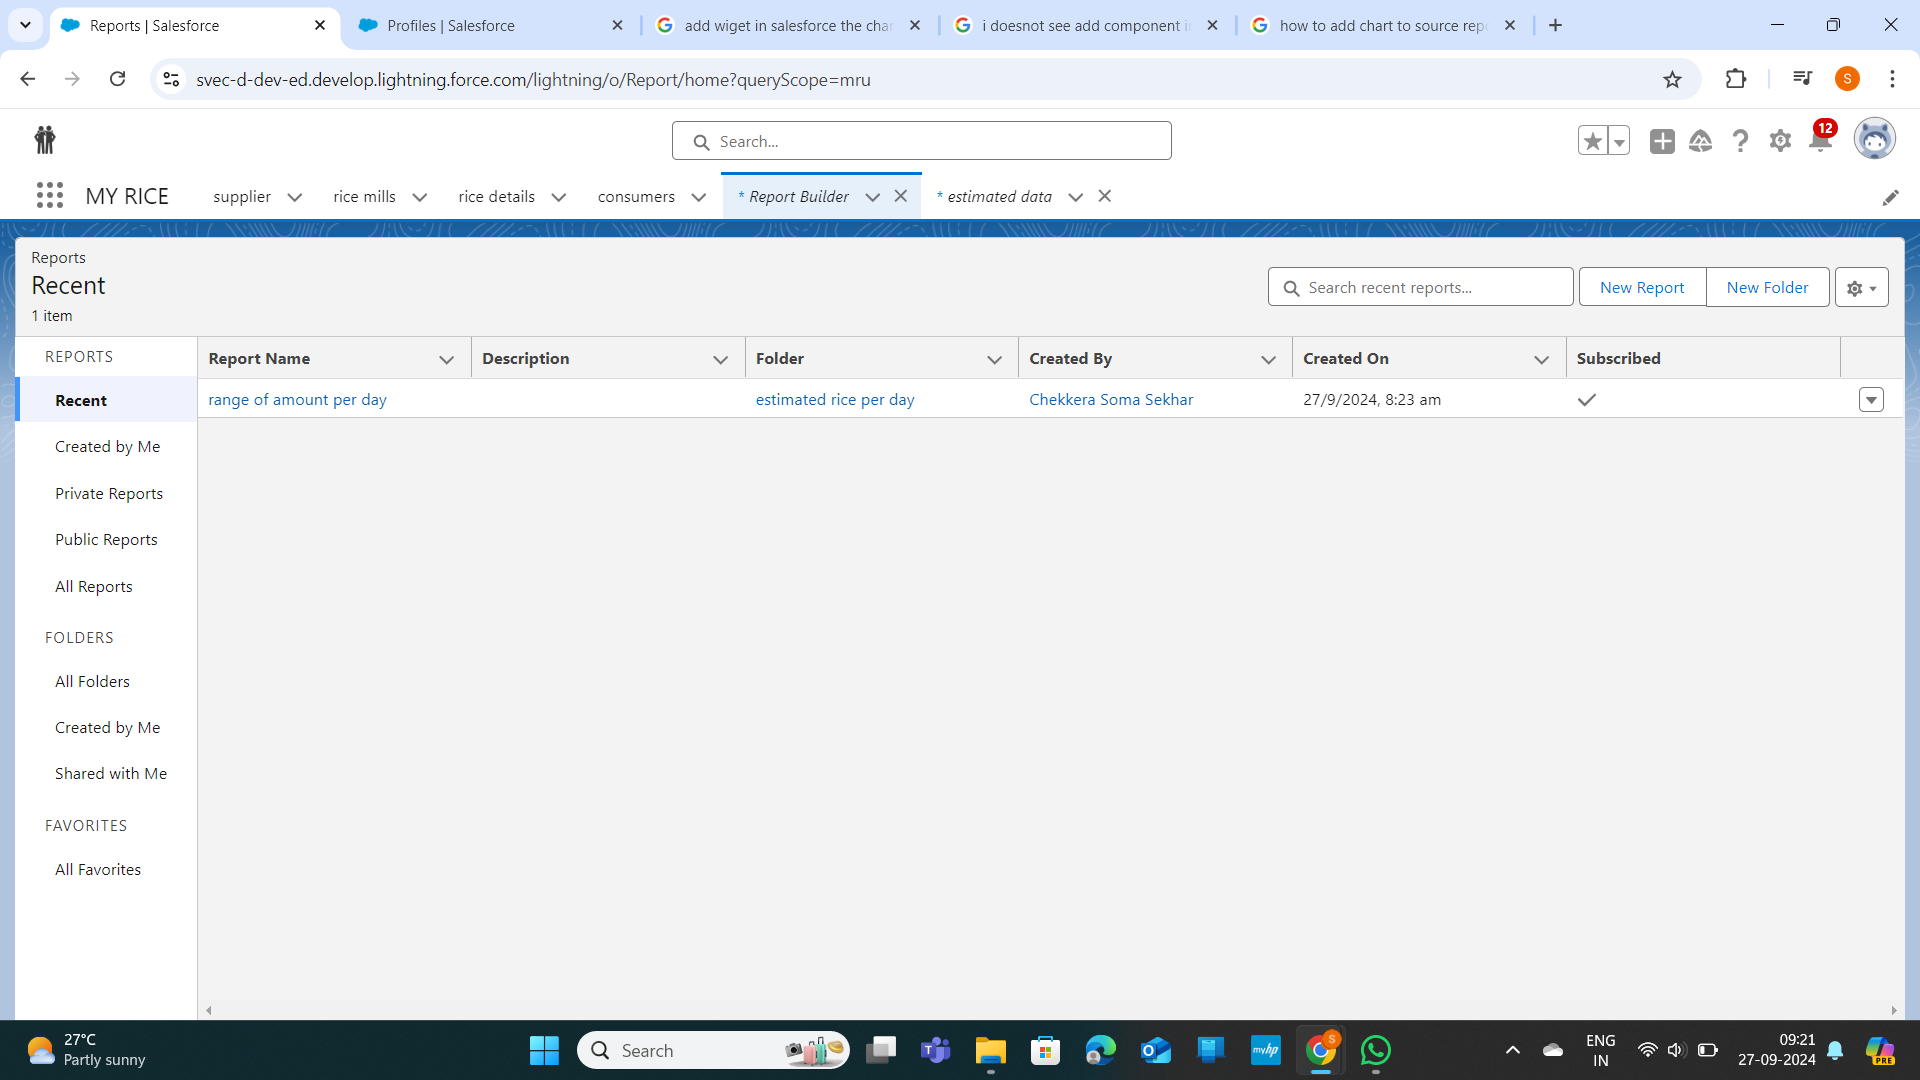 Reports | Salesforce
Profiles | Salesforce
add wiget in salesforce the char
i doesnot see add component i
how to add chart to source repo
svec-d-dev-ed.develop.lightning.force.com/lightning/o/Report/home?queryScope=mru
S
Search...
12
MY RICE
supplier
rice mills
rice details
consumers
* Report Builder
* estimated data
Reports
Recent
1 item
Search recent reports...
New Report
New Folder
REPORTS
Recent
Created by Me
Private Reports
Public Reports
All Reports
FOLDERS
All Folders
Created by Me
Shared with Me
FAVORITES
All Favorites
Report Name
Description
Folder
Created By
Created On
Subscribed
range of amount per day
estimated rice per day
Chekkera Soma Sekhar
27/9/2024, 8:23 am
27°C
Partly sunny
Search
myhp
S
ENG
IN
09:21
27-09-2024
PRE